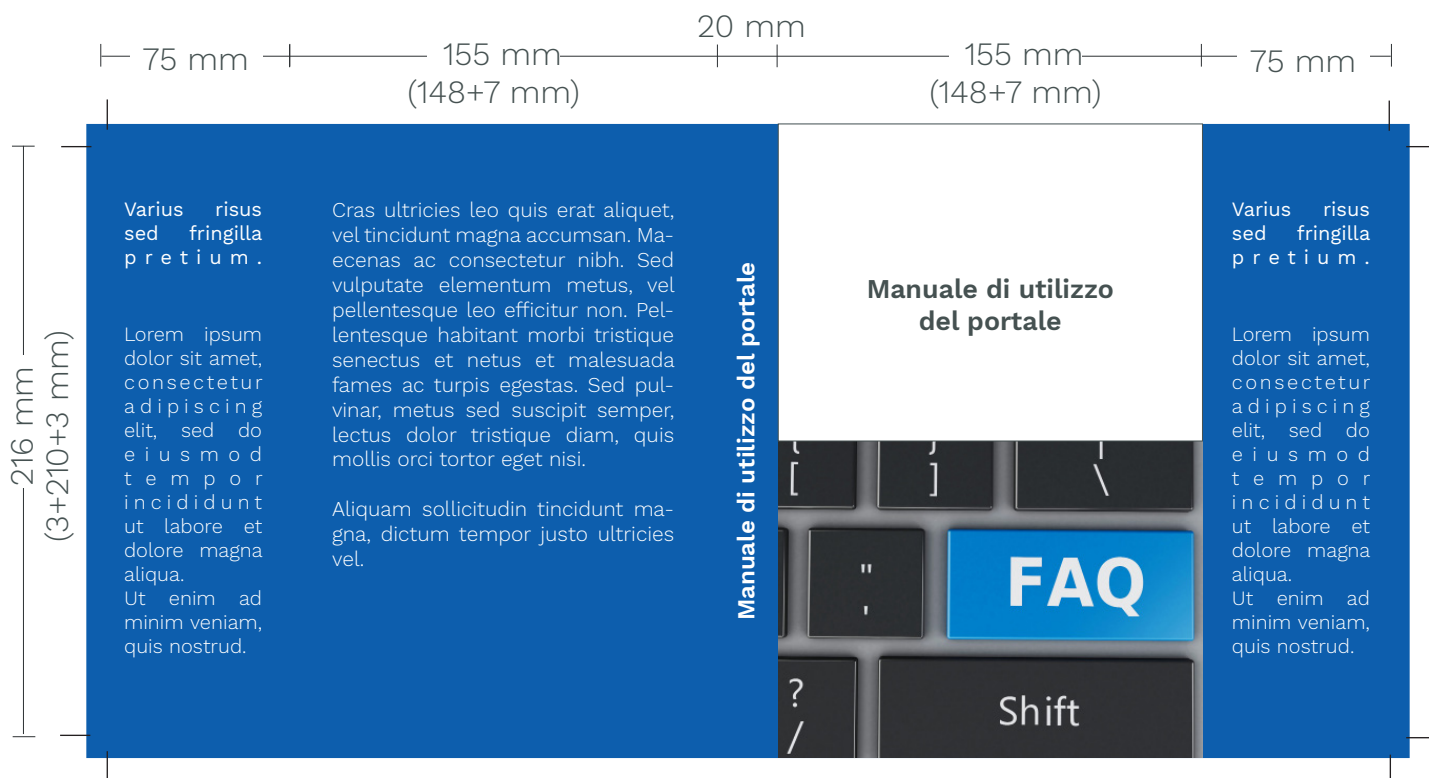 20 mm
75 mm
155 mm
155 mm
75 mm
(148+7 mm)
(148+7 mm)
216 mm
(3+210+3 mm)
Varius risus
sed fringilla
pretium.
Lorem ipsum
dolor sit amet,
consectetur
adipiscing
elit, sed do
eiusmod
tempor
incididunt
ut labore et
dolore magna
aliqua.
Ut enim ad
minim veniam,
quis nostrud.
Cras ultricies leo quis erat aliquet,
vel tincidunt magna accumsan. Ma-
ecenas ac consectetur nibh. Sed
vulputate elementum metus, vel
pellentesque leo efficitur non. Pel-
lentesque habitant morbi tristique
senectus et netus et malesuada
fames ac turpis egestas. Sed pul-
vinar, metus sed suscipit semper,
lectus dolor tristique diam, quis
mollis orci tortor eget nisi.
Aliquam sollicitudin tincidunt ma-
gna, dictum tempor justo ultricies
vel.
Manuale di utilizzo del portale
Manuale di utilizzo
del portale
[
]
\
"
'
FAQ
?
/
Shift
Varius risus
sed fringilla
pretium.
Lorem ipsum
dolor sit amet,
consectetur
adipiscing
elit, sed do
eiusmod
tempor
incididunt
ut labore et
dolore magna
aliqua.
Ut enim ad
minim veniam,
quis nostrud.